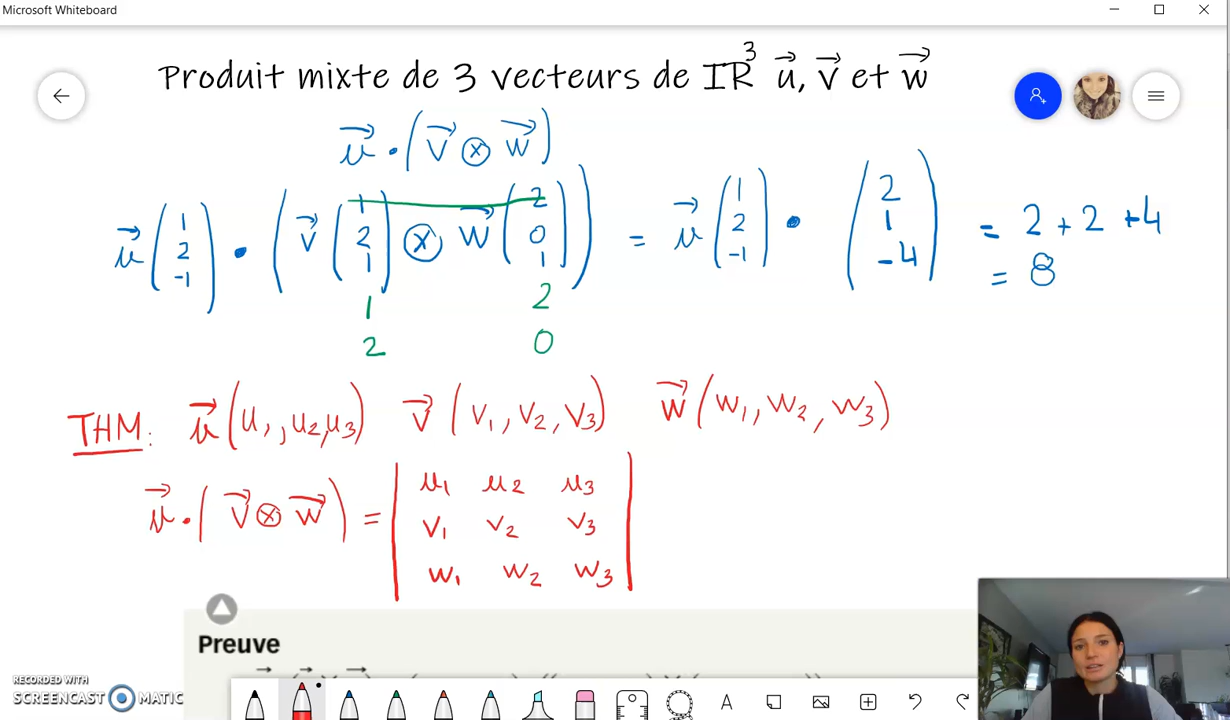 Microsoft Whiteboard
Produit mixte de 3 vecteurs de IR³ u⃗, v⃗ et w⃗
u⃗ • (v⃗ ⊗ w⃗)
u⃗ (1 2 -1) • (v⃗ (1 2 1) ⊗ w⃗ (2 0 1)) = u⃗ (1 2 -1) • (2 1 -4) = 2 + 2 + 4
= 8
1 2
2 0
THM: u⃗ (u₁, u₂, u₃) v⃗ (v₁, v₂, v₃) w⃗ (w₁, w₂, w₃)
u⃗ • (v⃗ ⊗ w⃗) = | u₁ u₂ u₃ |
| v₁ v₂ v₃ |
| w₁ w₂ w₃ |
Preuve
RECORDED WITH
SCREENCAST MATIC
A